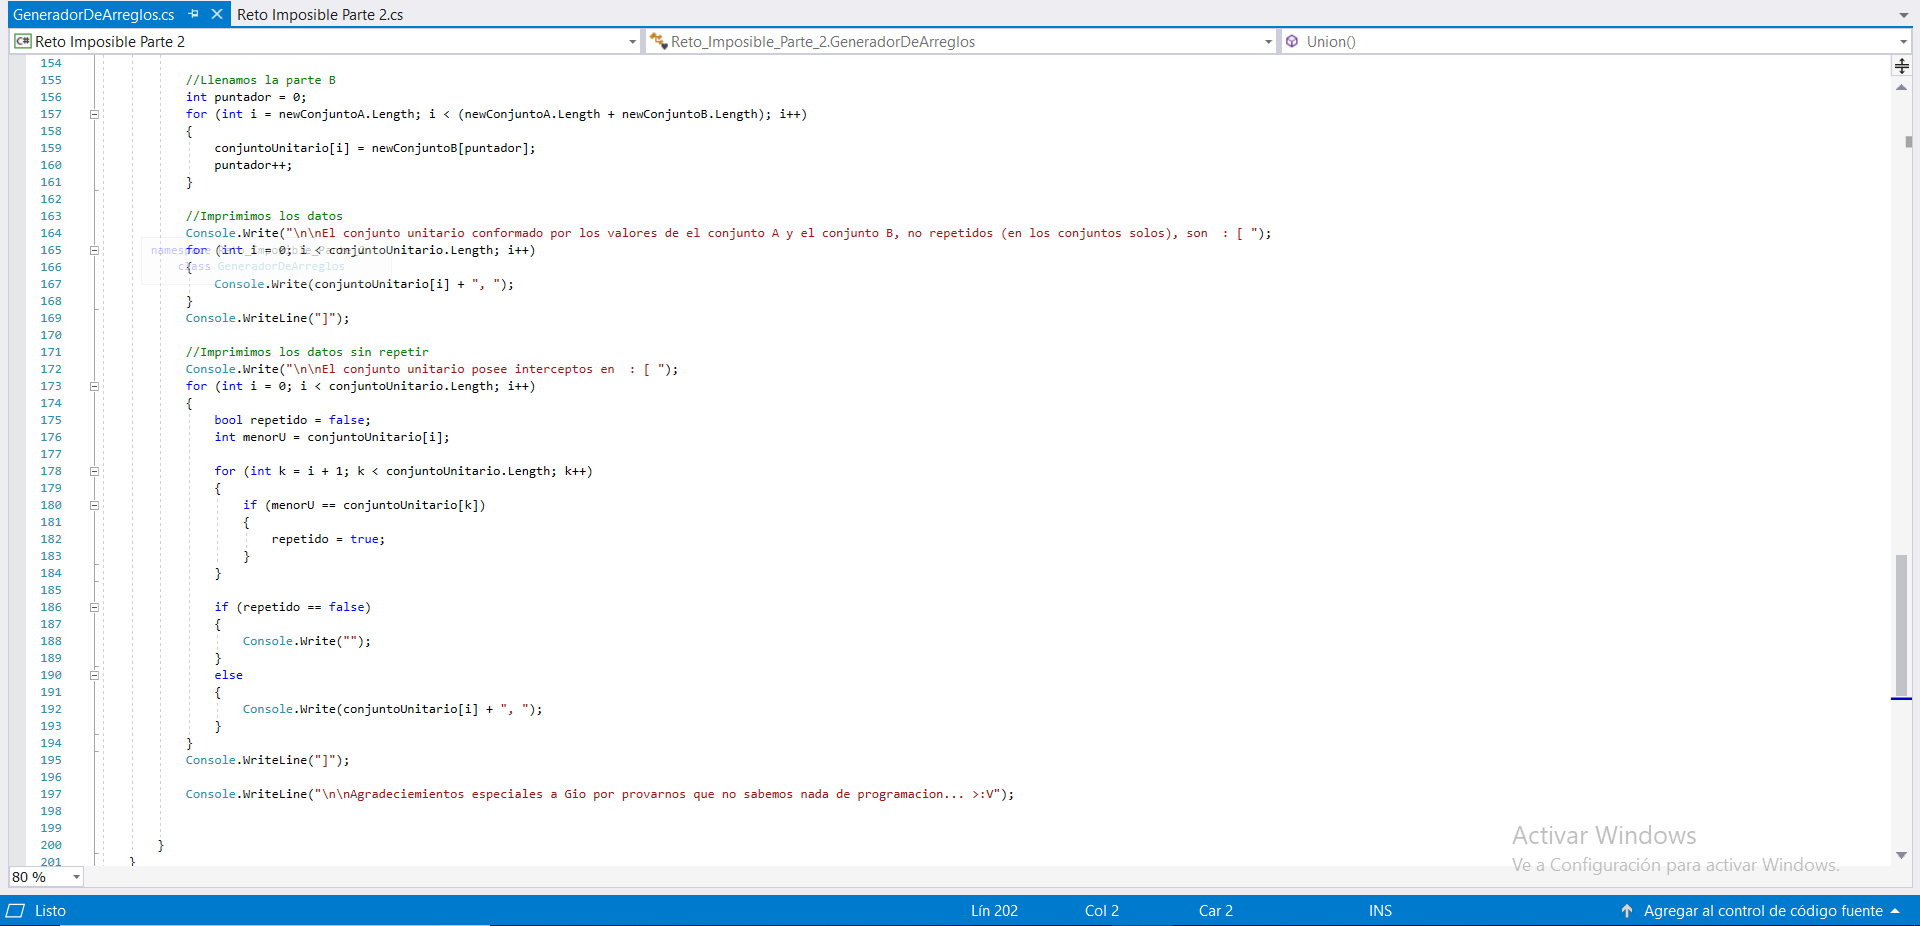 GeneradorDeArreglos.cs Reto Imposible Parte 2.cs
C# Reto Imposible Parte 2 Reto_Imposible_Parte_2.GeneradorDeArreglos Union()
154
155 //Llenamos la parte B
156 int puntador = 0;
157 for (int i = newConjuntoA.Length; i < (newConjuntoA.Length + newConjuntoB.Length); i++)
158 {
159 conjuntoUnitario[i] = newConjuntoB[puntador];
160 puntador++;
161 }
162
163 //Imprimimos los datos
164 Console.Write("\n\nEl conjunto unitario conformado por los valores de el conjunto A y el conjunto B, no repetidos (en los conjuntos solos), son  : [ ");
165 for (int i = 0; i < conjuntoUnitario.Length; i++)
166 {
167 Console.Write(conjuntoUnitario[i] + ", ");
168 }
169 Console.WriteLine("]");
170
171 //Imprimimos los datos sin repetir
172 Console.Write("\n\nEl conjunto unitario posee interceptos en  : [ ");
173 for (int i = 0; i < conjuntoUnitario.Length; i++)
174 {
175 bool repetido = false;
176 int menorU = conjuntoUnitario[i];
177
178 for (int k = i + 1; k < conjuntoUnitario.Length; k++)
179 {
180 if (menorU == conjuntoUnitario[k])
181 {
182 repetido = true;
183 }
184 }
185
186 if (repetido == false)
187 {
188 Console.Write("");
189 }
190 else
191 {
192 Console.Write(conjuntoUnitario[i] + ", ");
193 }
194 }
195 Console.WriteLine("]");
196
197 Console.WriteLine("\n\nAgradeciemientos especiales a Gio por provarnos que no sabemos nada de programacion... >:V");
198
199
200 }
201 }
namespace
class GeneradorDeArreglos
Activar Windows
Ve a Configuración para activar Windows.
80 %
Listo Lín 202 Col 2 Car 2 INS Agregar al control de código fuente